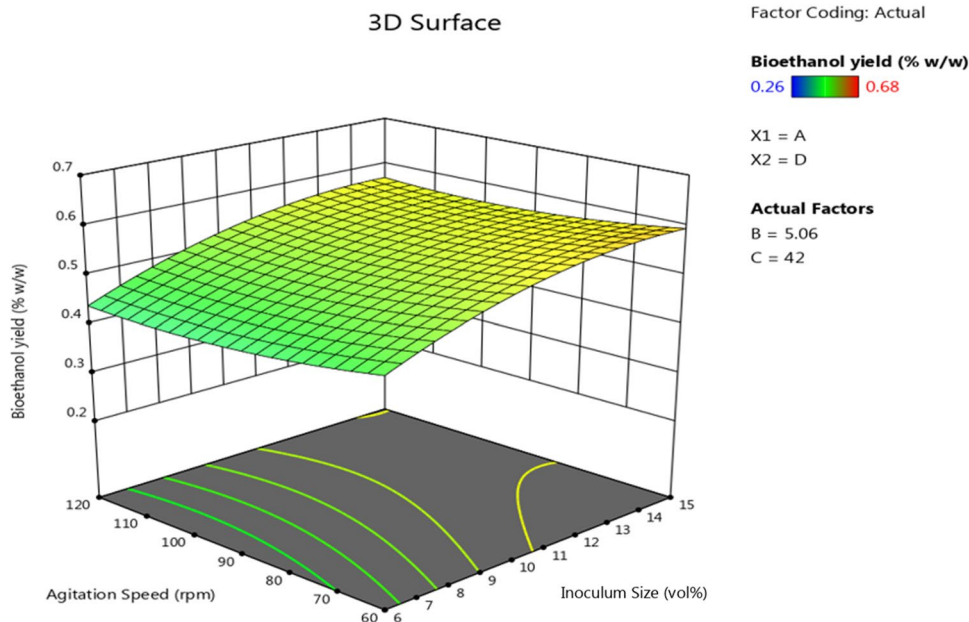 3D Surface
Factor Coding: Actual
Bioethanol yield (% w/w)
0.26 0.68
X1 = A
X2 = D
Actual Factors
B = 5.06
C = 42
0.7
0.6
0.5
0.4
0.3
0.2
Bioethanol yield (% w/w)
120
110
100
90
80
70
60
Agitation Speed (rpm)
6
7
8
9
10
11
12
13
14
15
Inoculum Size (vol%)